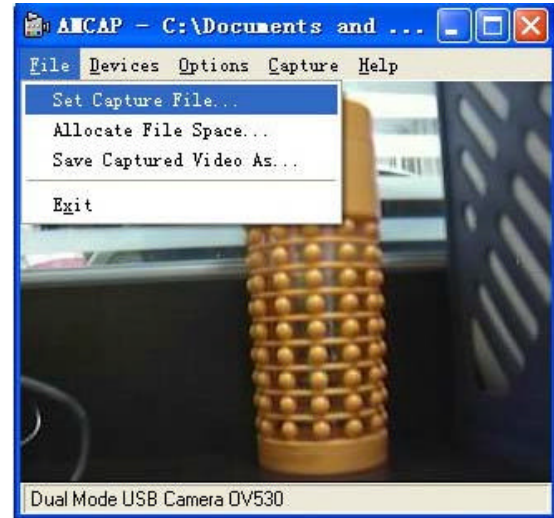 AMCAP - C:\Documents and ...
File Devices Options Capture Help
Set Capture File...
Allocate File Space...
Save Captured Video As...
Exit
Dual Mode USB Camera OV530